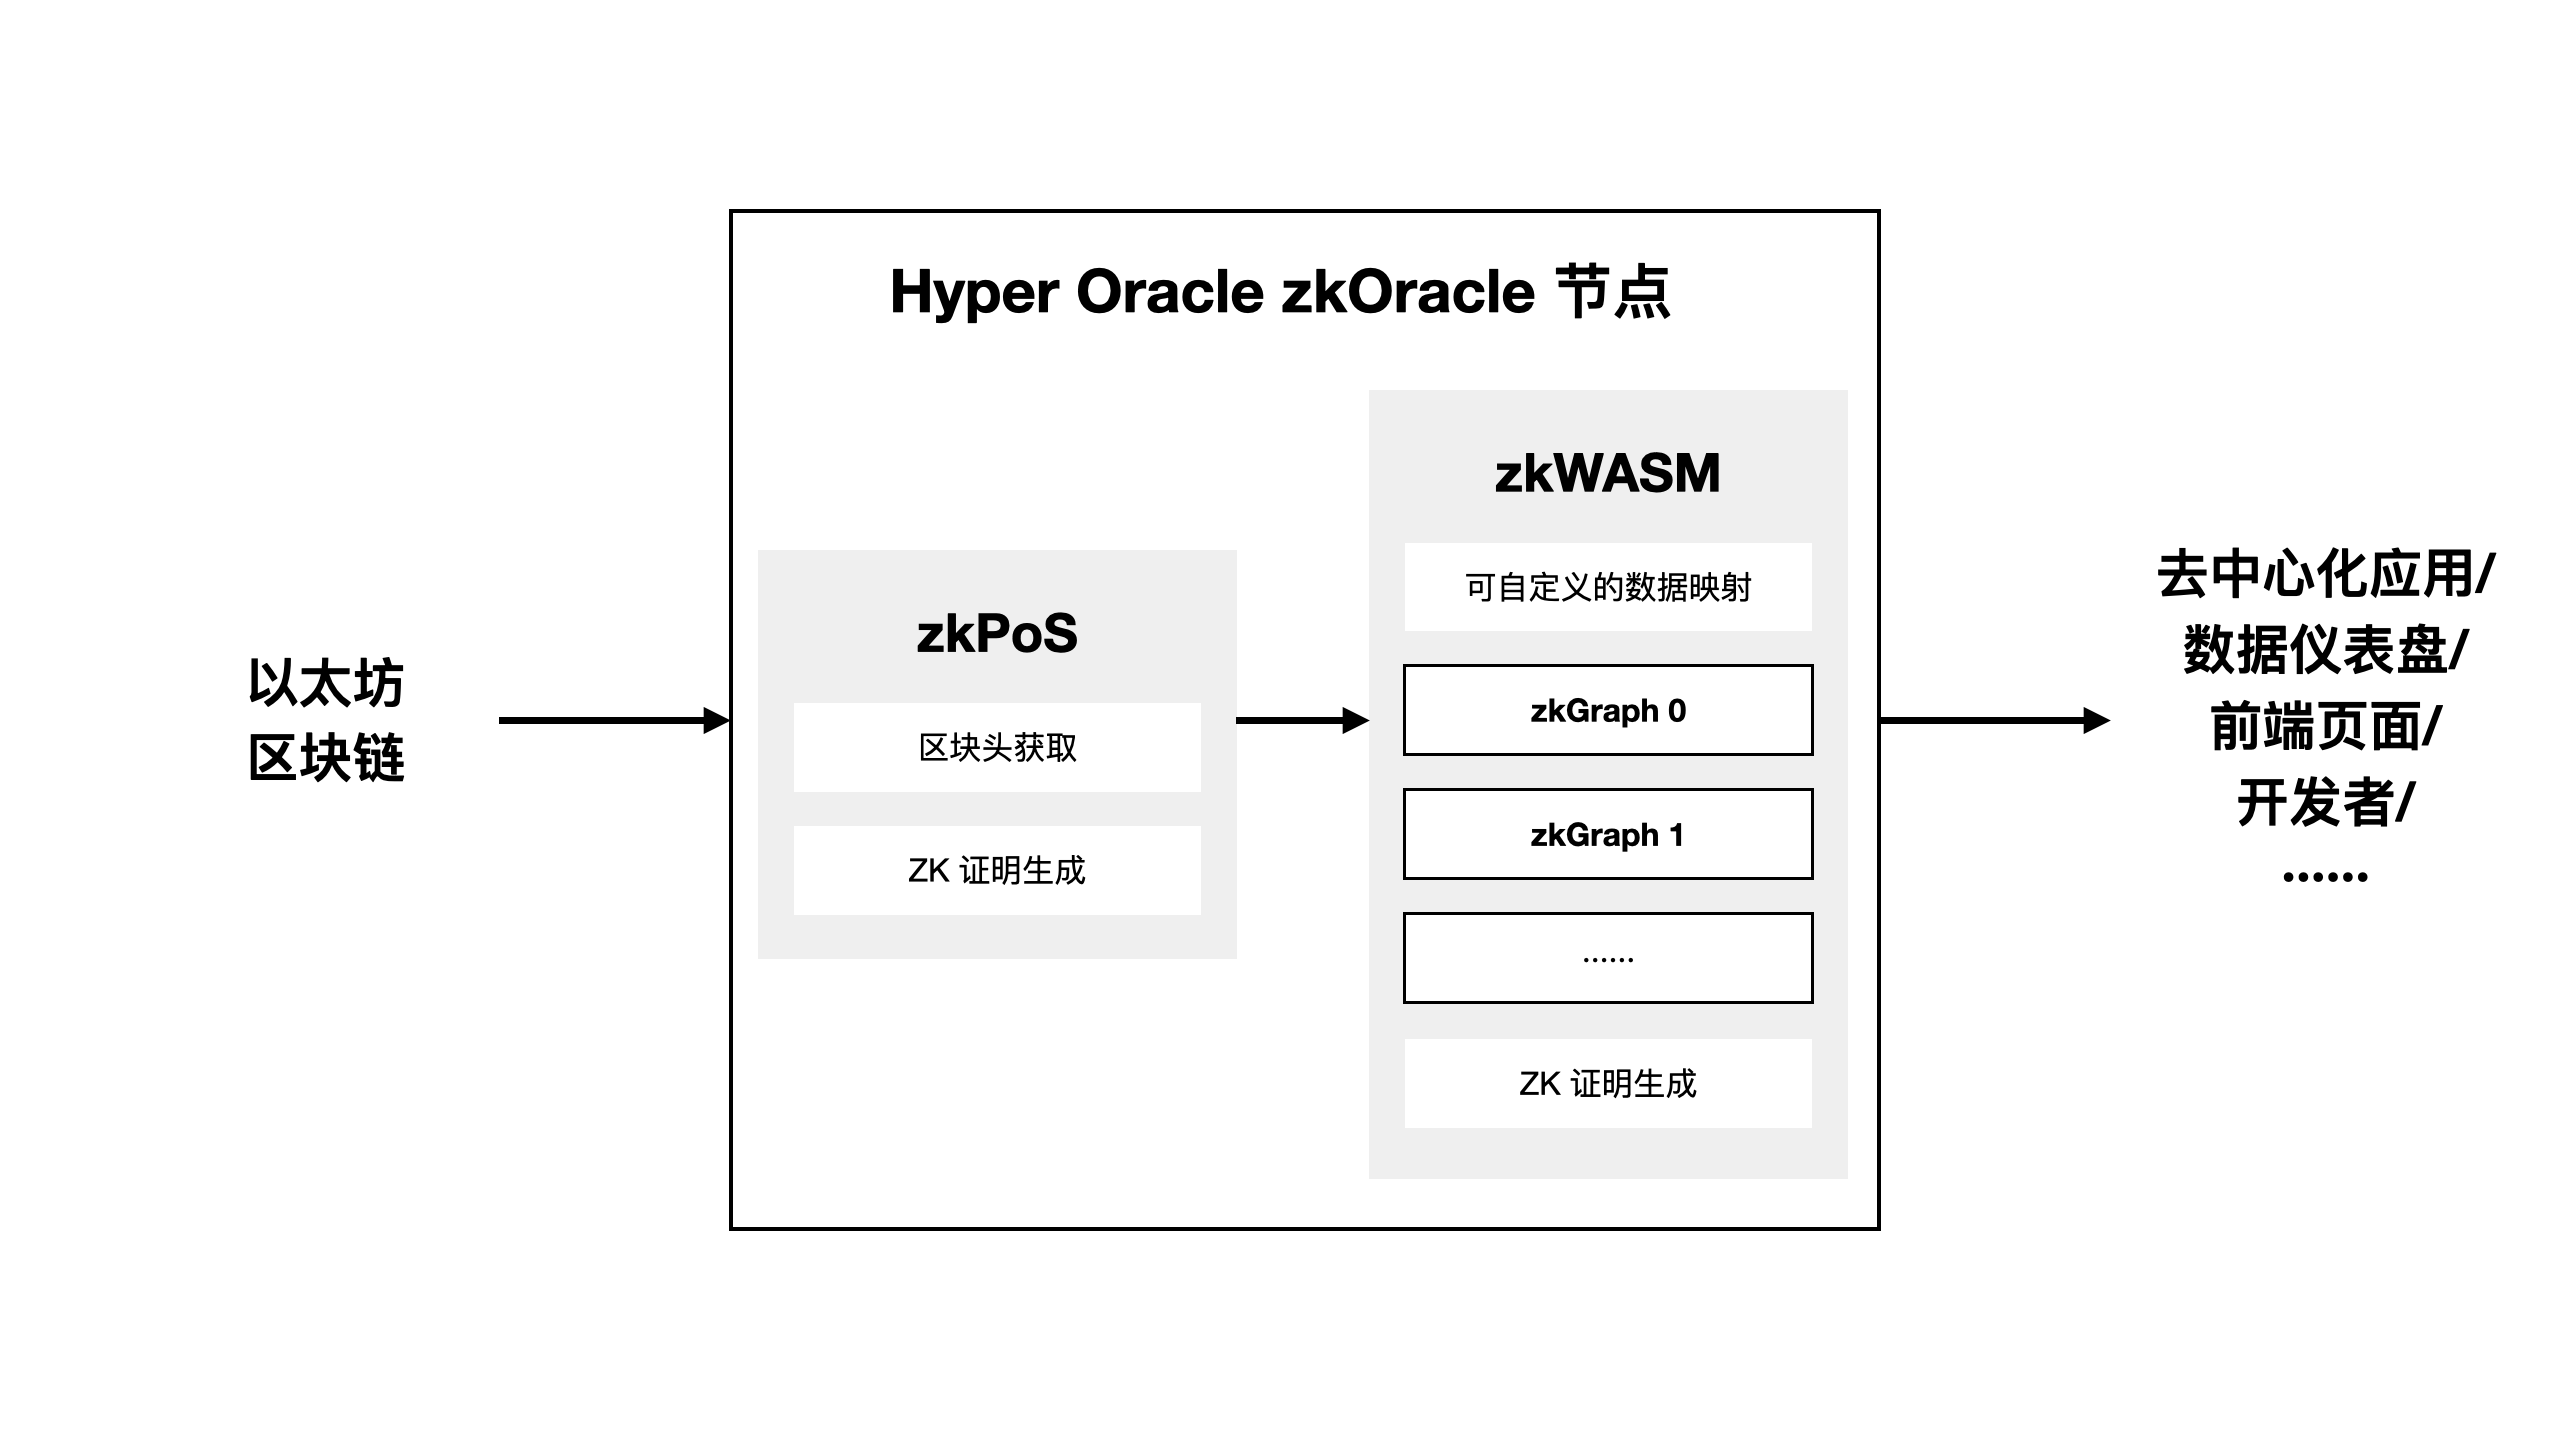 Hyper Oracle zkOracle 节点
以太坊
区块链
zkPoS
区块头获取
ZK 证明生成
zkWASM
可自定义的数据映射
zkGraph 0
zkGraph 1
......
ZK 证明生成
去中心化应用/
数据仪表盘/
前端页面/
开发者/
......